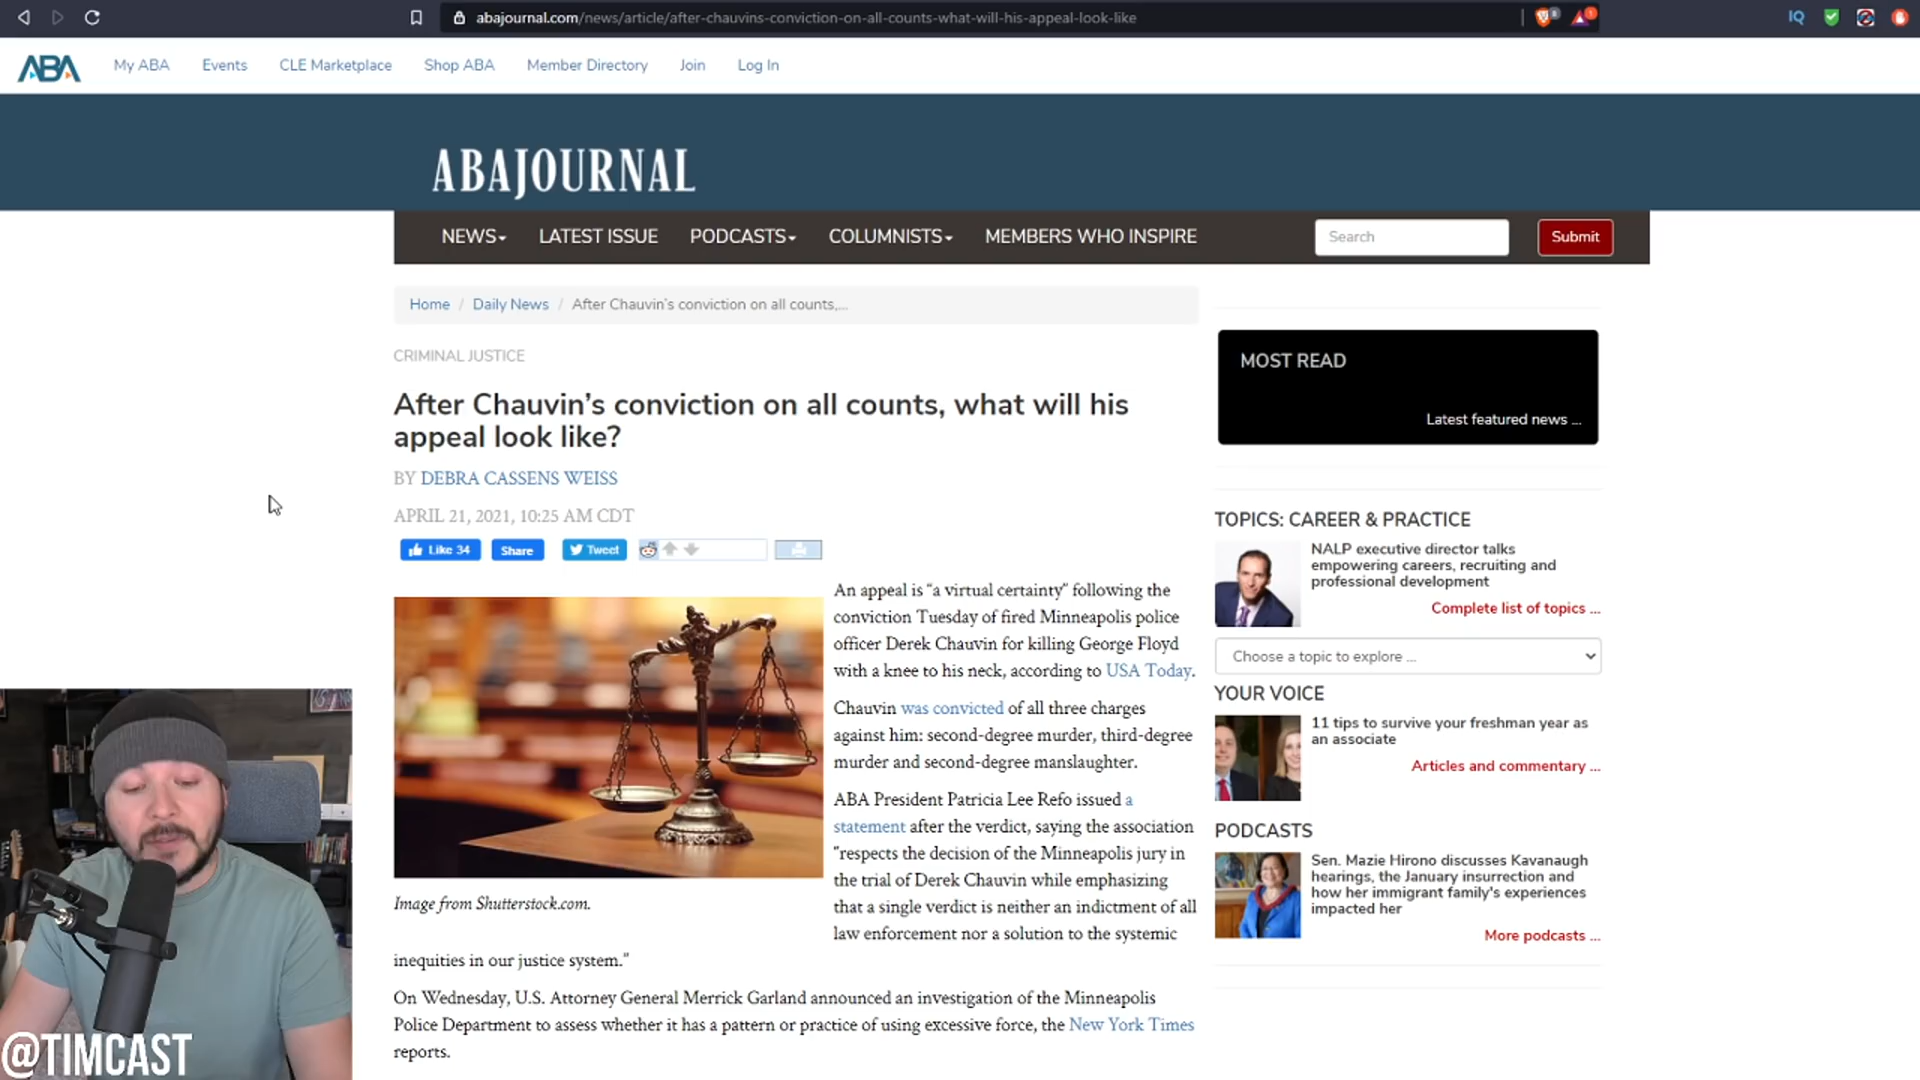 abajournal.com/news/article/after-chauvins-conviction-on-all-counts-what-will-his-appeal-look-like
IQ
ABA
My ABA
Events
CLE Marketplace
Shop ABA
Member Directory
Join
Log In
ABAJOURNAL
NEWS
LATEST ISSUE
PODCASTS
COLUMNISTS
MEMBERS WHO INSPIRE
Search
Submit
Home / Daily News / After Chauvin's conviction on all counts,...
CRIMINAL JUSTICE
After Chauvin's conviction on all counts, what will his
appeal look like?
BY DEBRA CASSENS WEISS
APRIL 21, 2021, 10:25 AM CDT
Like 34
Share
Tweet
An appeal is "a virtual certainty" following the
conviction Tuesday of fired Minneapolis police
officer Derek Chauvin for killing George Floyd
with a knee to his neck, according to USA Today.
Chauvin was convicted of all three charges
against him: second-degree murder, third-degree
murder and second-degree manslaughter.
ABA President Patricia Lee Refo issued a
statement after the verdict, saying the association
"respects the decision of the Minneapolis jury in
the trial of Derek Chauvin while emphasizing
that a single verdict is neither an indictment of all
law enforcement nor a solution to the systemic
inequities in our justice system."
Image from Shutterstock.com.
On Wednesday, U.S. Attorney General Merrick Garland announced an investigation of the Minneapolis
Police Department to assess whether it has a pattern or practice of using excessive force, the New York Times
reports.
MOST READ
Latest featured news ...
TOPICS: CAREER & PRACTICE
NALP executive director talks
empowering careers, recruiting and
professional development
Complete list of topics ...
Choose a topic to explore ...
YOUR VOICE
11 tips to survive your freshman year as
an associate
Articles and commentary ...
PODCASTS
Sen. Mazie Hirono discusses Kavanaugh
hearings, the January insurrection and
how her immigrant family's experiences
impacted her
More podcasts ...
@TIMCAST